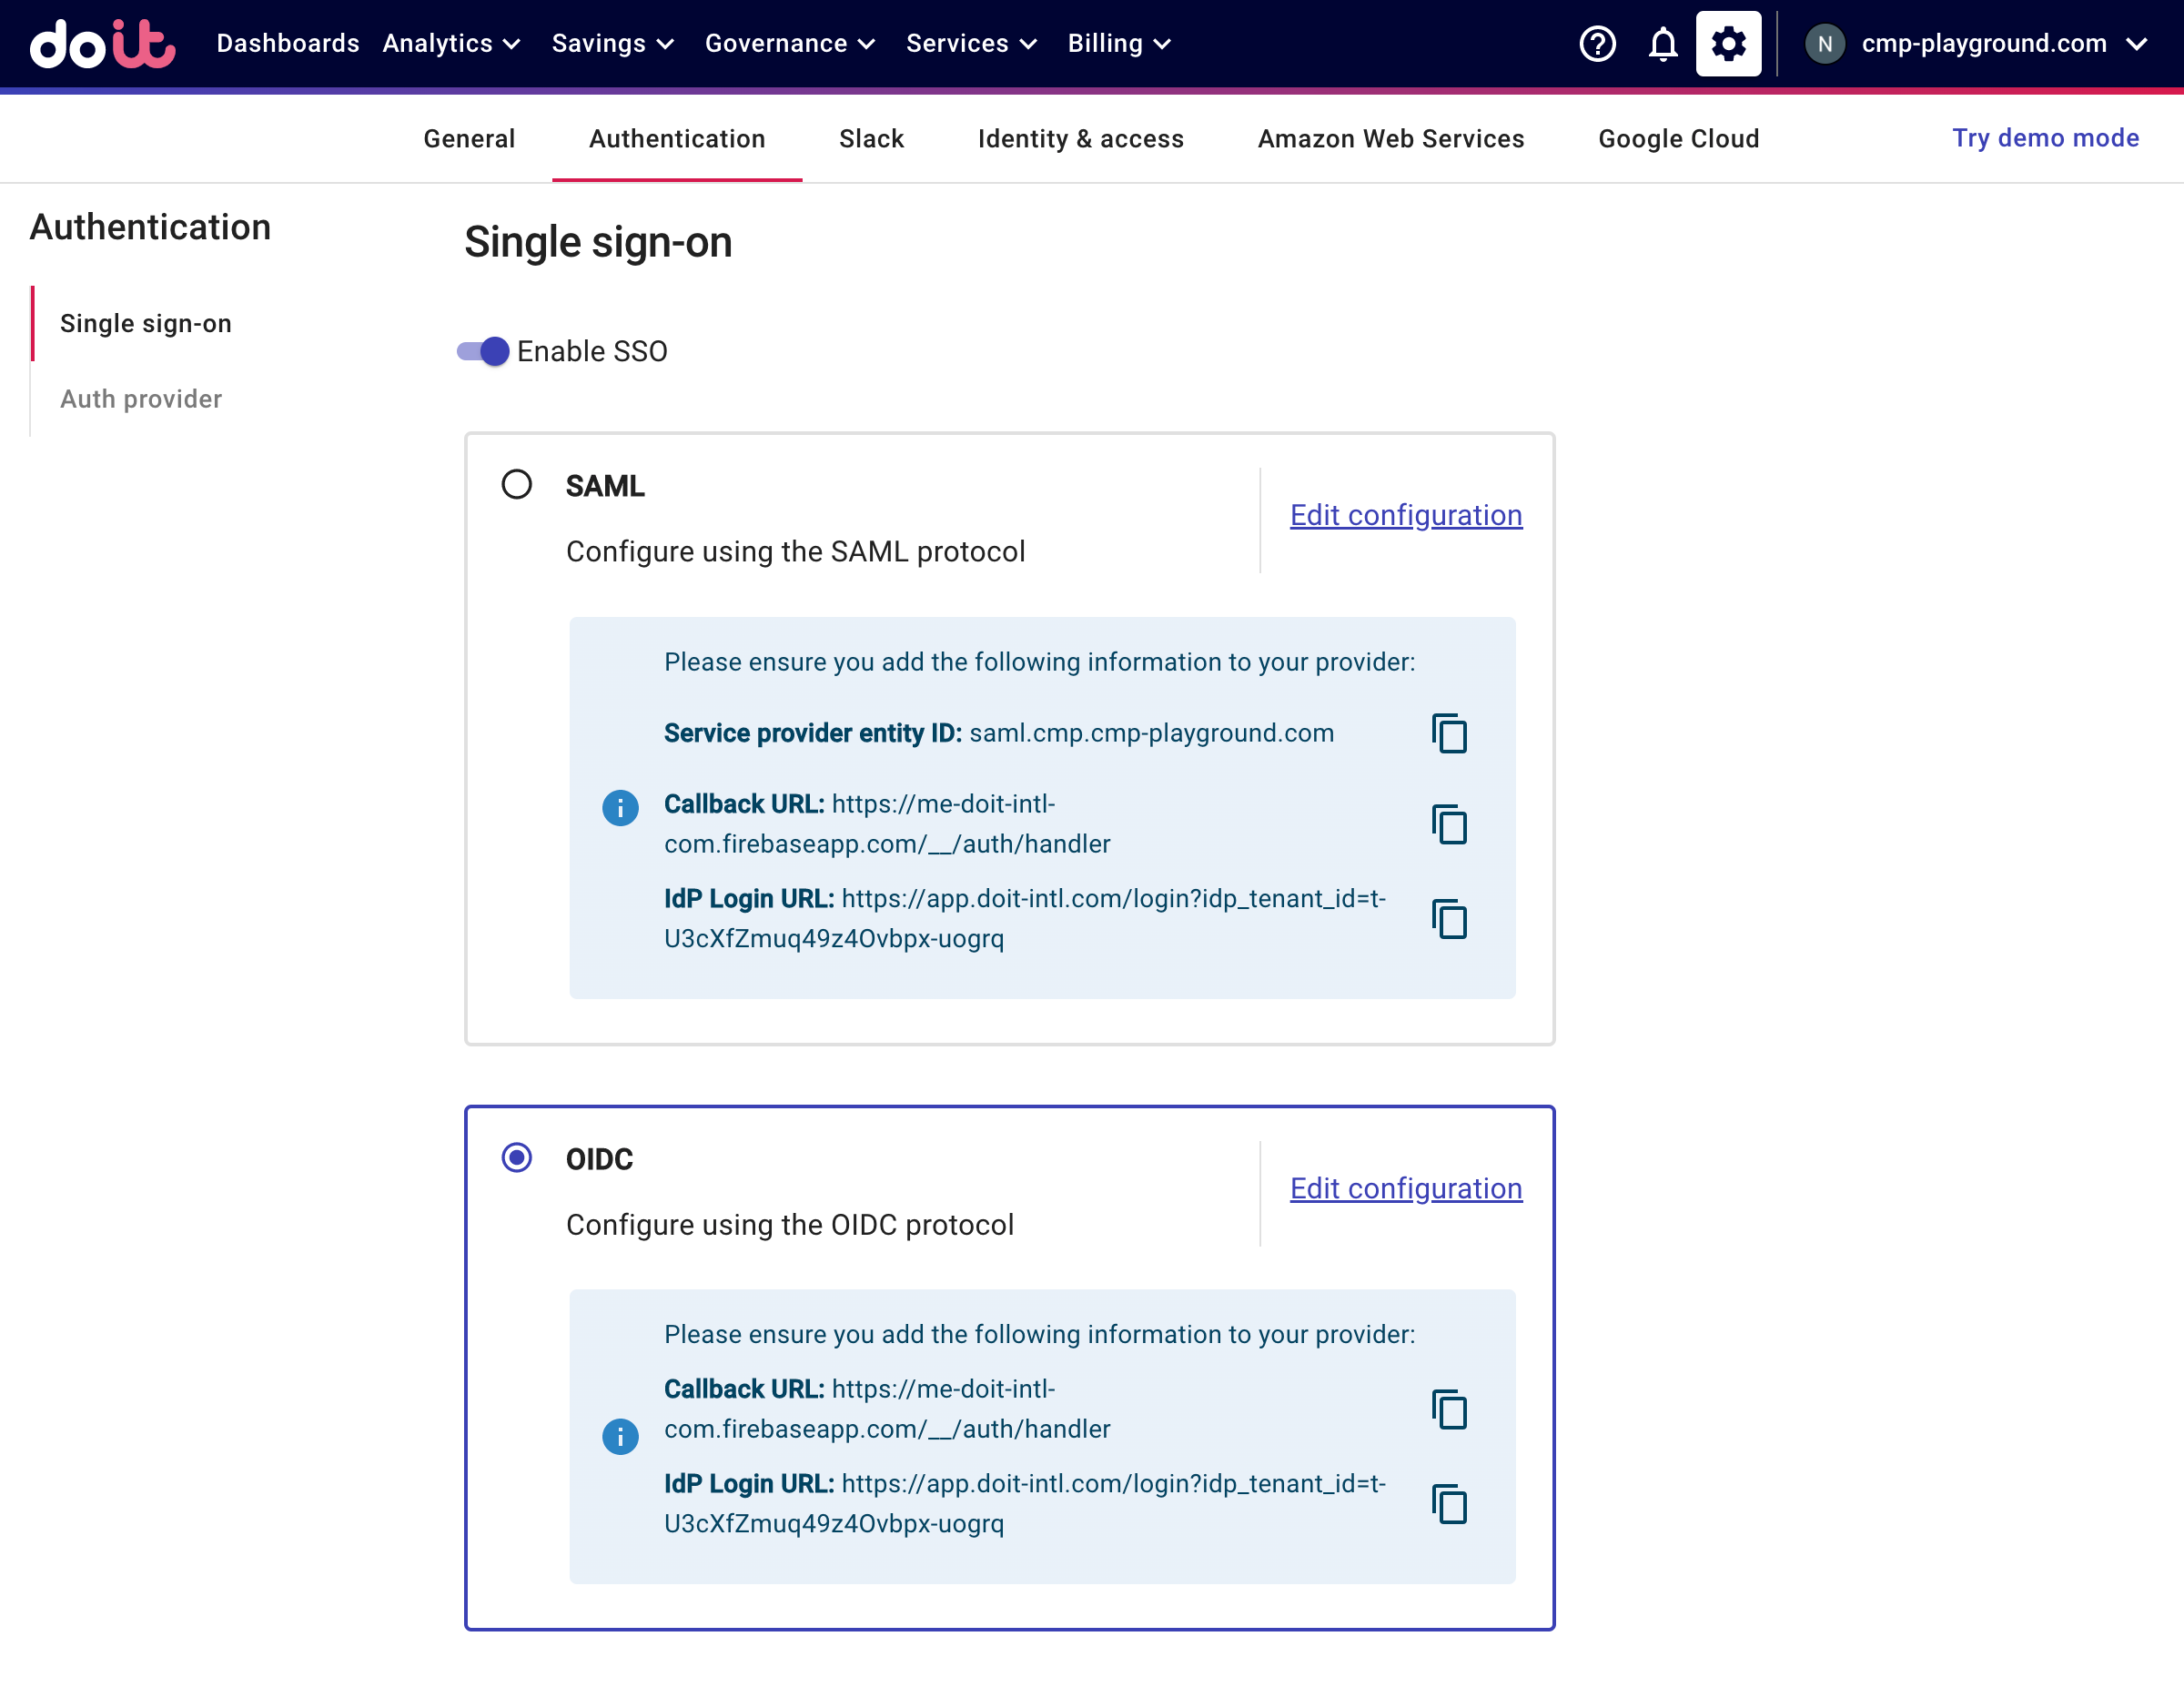 doit Dashboards Analytics Savings Governance Services Billing N cmp-playground.com
General Authentication Slack Identity & access Amazon Web Services Google Cloud Try demo mode
Authentication
Single sign-on
Auth provider
Single sign-on
Enable SSO
SAML
Edit configuration
Configure using the SAML protocol
Please ensure you add the following information to your provider:
Service provider entity ID: saml.cmp.cmp-playground.com
Callback URL: https://me-doit-intl-
com.firebaseapp.com/__/auth/handler
IdP Login URL: https://app.doit-intl.com/login?idp_tenant_id=t-
U3cXfZmuq49z4Ovbpx-uogrq
OIDC
Edit configuration
Configure using the OIDC protocol
Please ensure you add the following information to your provider:
Callback URL: https://me-doit-intl-
com.firebaseapp.com/__/auth/handler
IdP Login URL: https://app.doit-intl.com/login?idp_tenant_id=t-
U3cXfZmuq49z4Ovbpx-uogrq